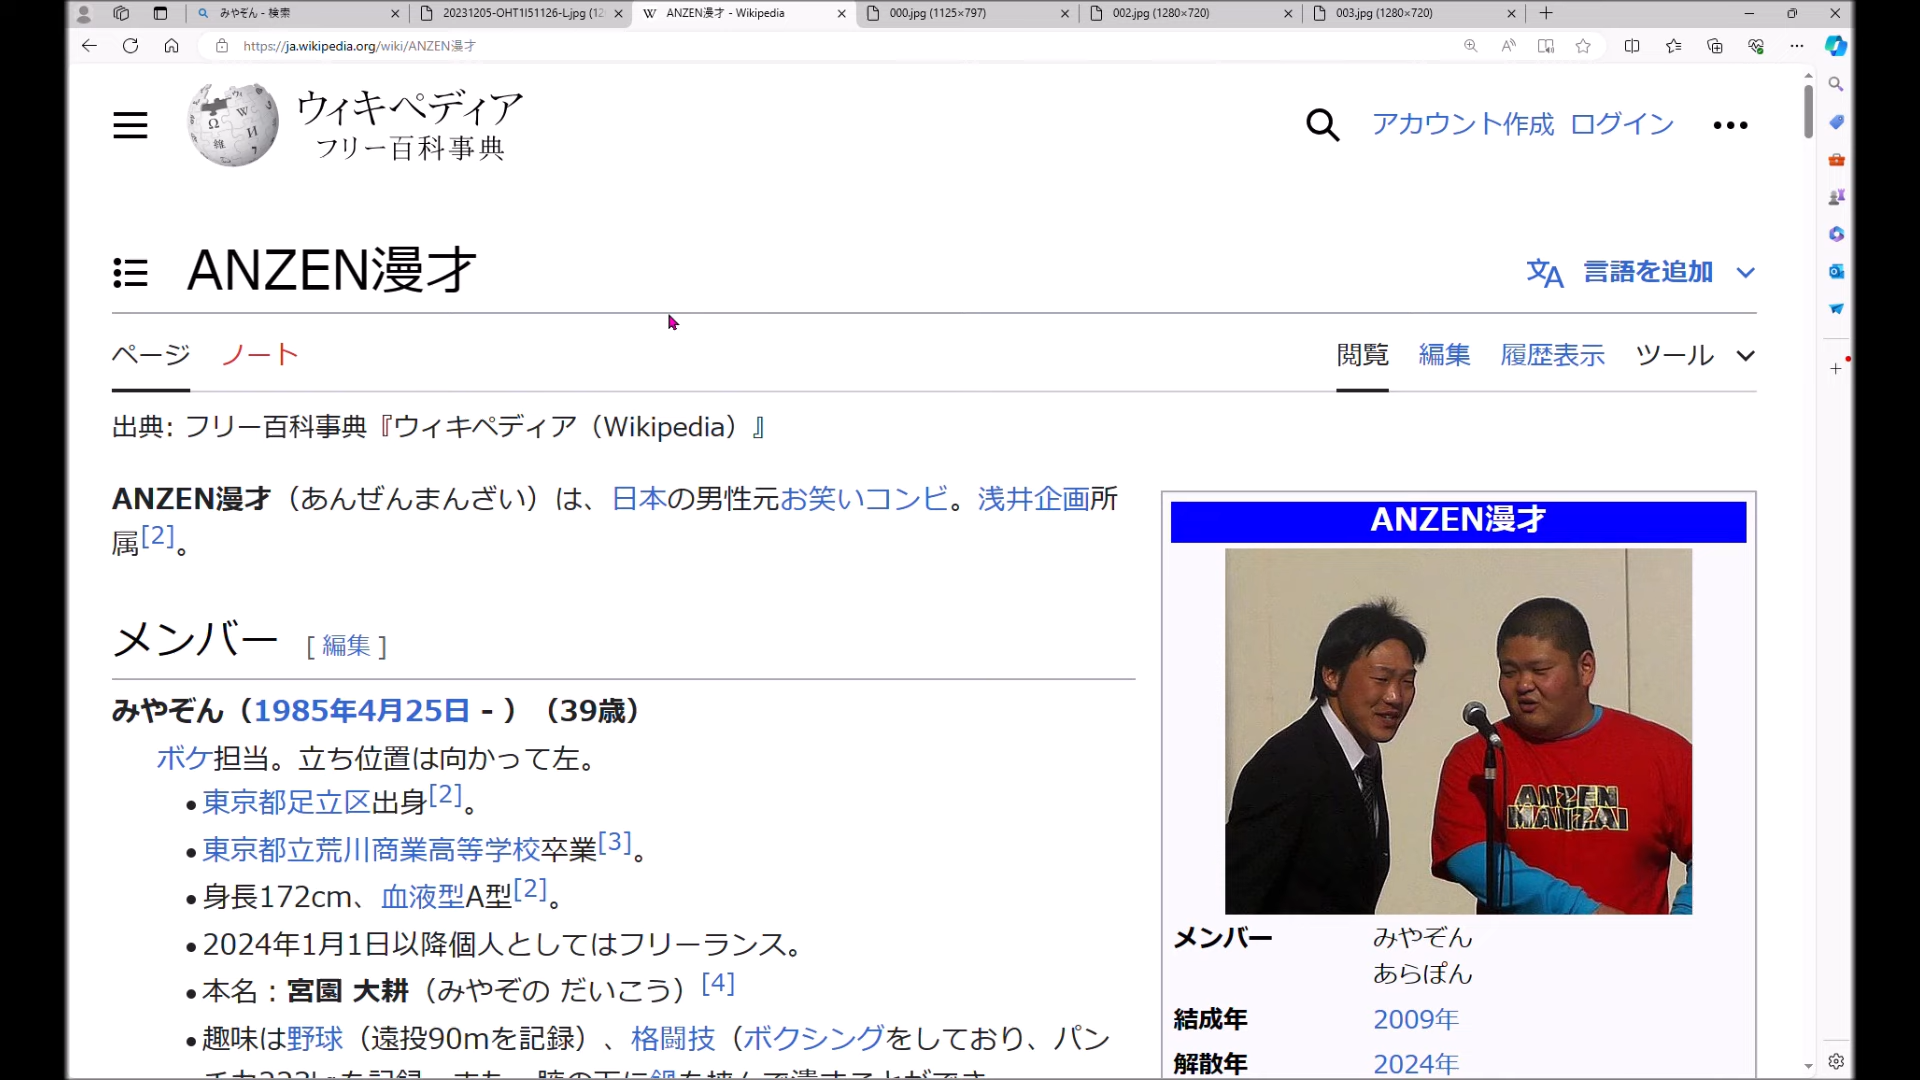 みやぞん - 検索
20231205-OHT1I51126-L.jpg (12
ANZEN漫才 - Wikipedia
000.jpg (1125×797)
002.jpg (1280×720)
003.jpg (1280×720)
https://ja.wikipedia.org/wiki/ANZEN漫才
ウィキペディア
フリー百科事典
アカウント作成 ログイン
ANZEN漫才
言語を追加
ページ ノート
閲覧 編集 履歴表示 ツール
出典: フリー百科事典『ウィキペディア（Wikipedia）』
ANZEN漫才（あんぜんまんざい）は、日本の男性元お笑いコンビ。浅井企画所
属[2]。
メンバー [ 編集 ]
みやぞん（1985年4月25日 - ）（39歳）
ボケ担当。立ち位置は向かって左。
• 東京都足立区出身[2]。
• 東京都立荒川商業高等学校卒業[3]。
• 身長172cm、血液型A型[2]。
• 2024年1月1日以降個人としてはフリーランス。
• 本名：宮園 大耕（みやぞの だいこう）[4]
• 趣味は野球（遠投90mを記録）、格闘技（ボクシングをしており、パン
ANZEN漫才
ANZEN
MANZAI
メンバー みやぞん
あらぽん
結成年 2009年
解散年 2024年